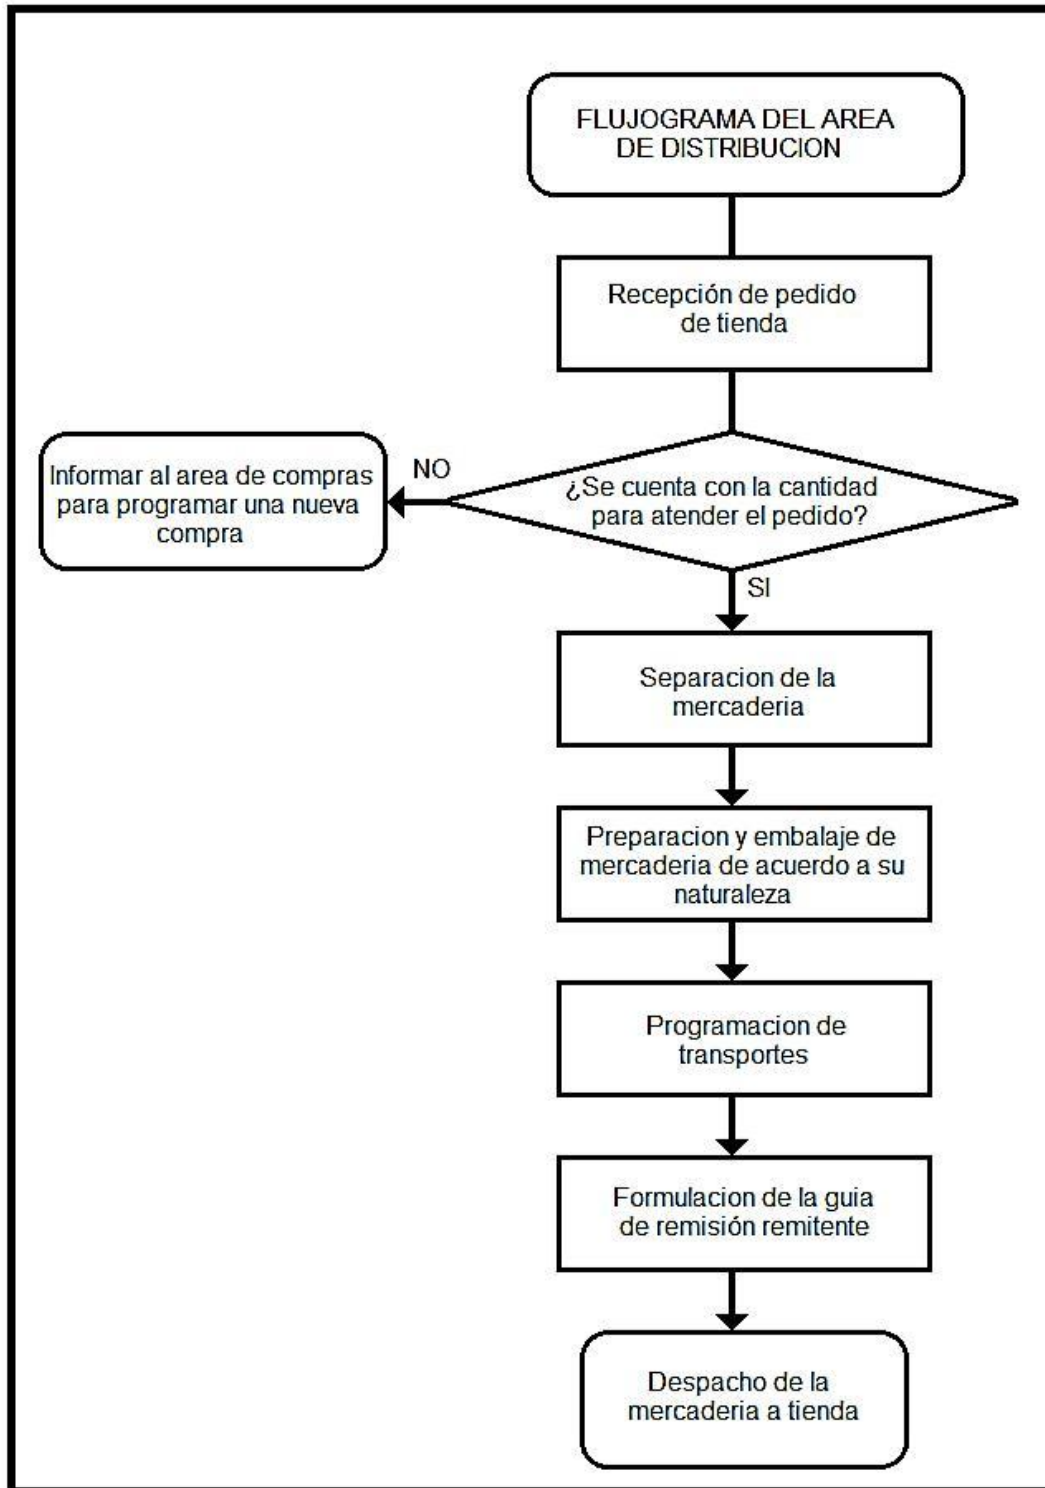 FLUJOGRAMA DEL AREA
DE DISTRIBUCION
Recepción de pedido
de tienda
¿Se cuenta con la cantidad
para atender el pedido?
NO
Informar al area de compras
para programar una nueva
compra
SI
Separacion de la
mercaderia
Preparacion y embalaje de
mercaderia de acuerdo a su
naturaleza
Programacion de
transportes
Formulacion de la guia
de remisión remitente
Despacho de la
mercaderia a tienda